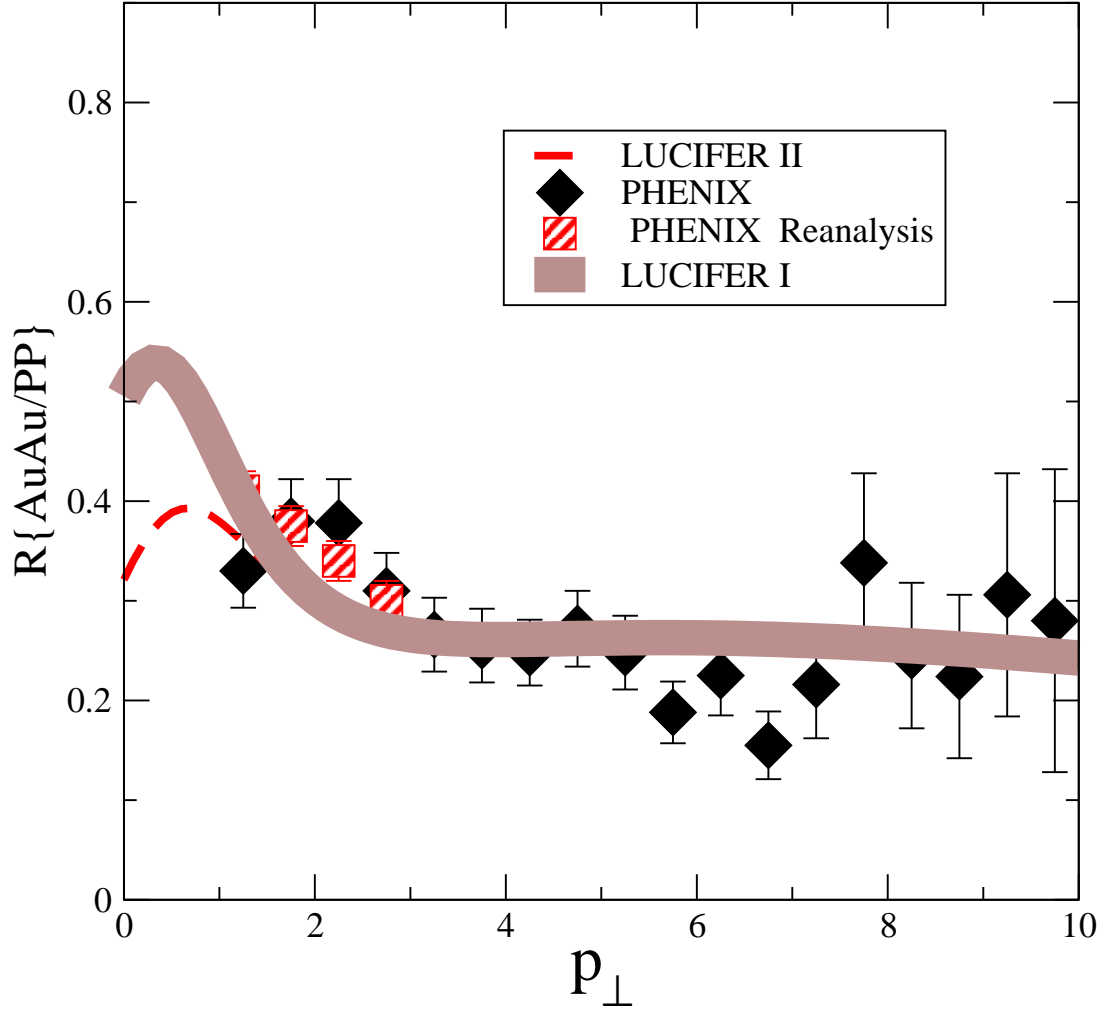 0.8
0.6
0.4
0.2
0
R{AuAu/PP}
LUCIFER II
PHENIX
PHENIX Reanalysis
LUCIFER I
0 2 4 6 8 10
p⊥